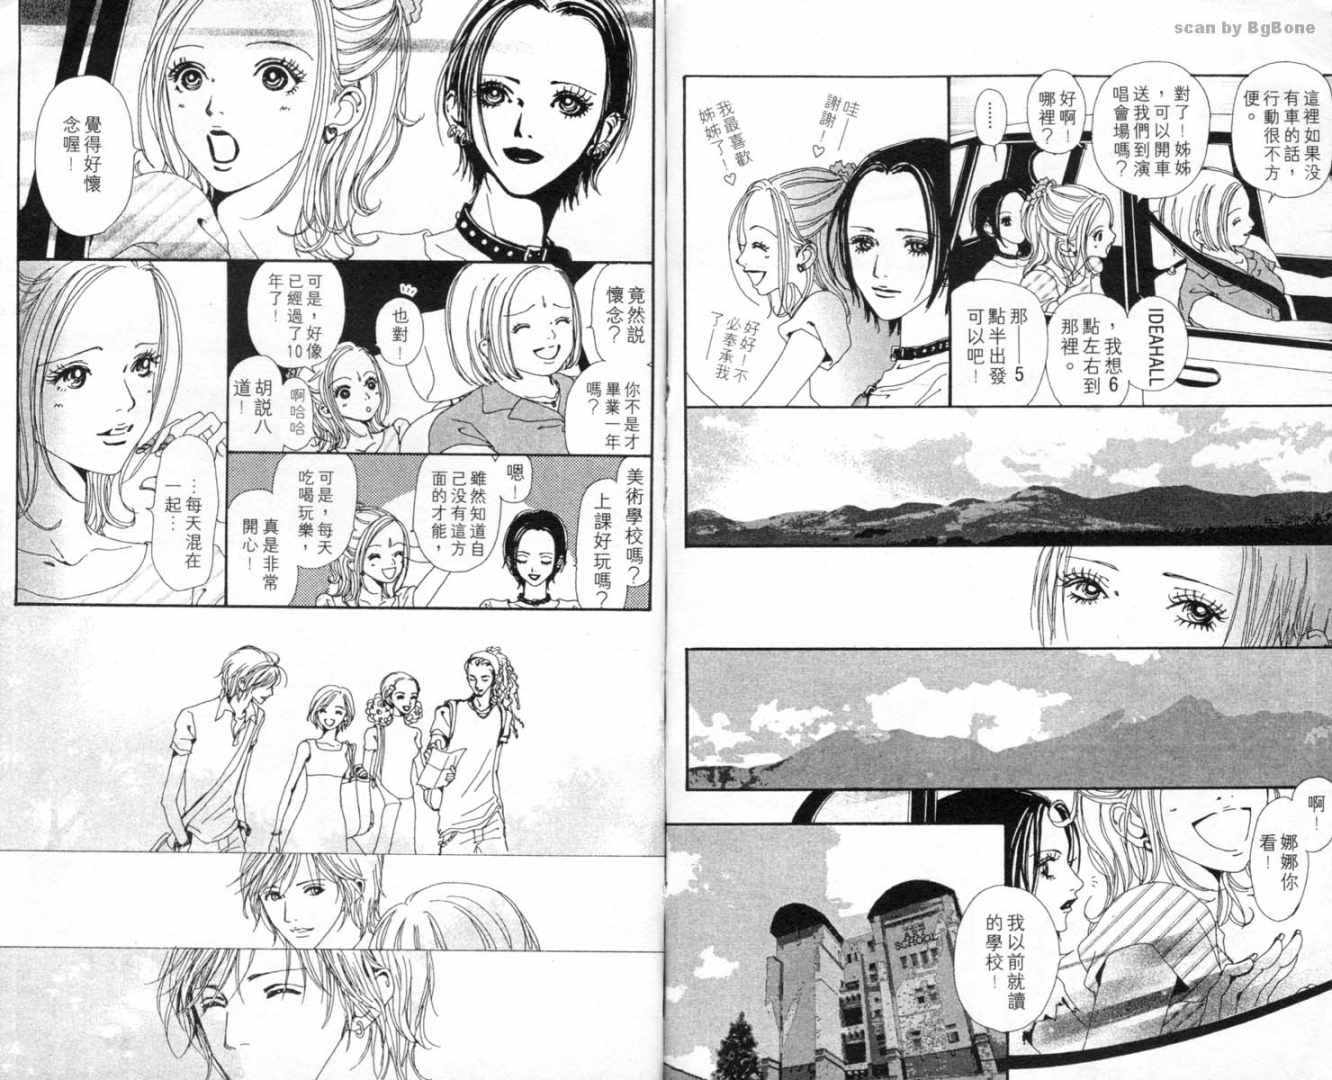 scan by BgBone
這裡如果没
有車的話，
行動很不方
便。
對了！姊姊
，可以開車
送我們到演
唱會場嗎？
好啊！
哪裡？
……
IDEAHALL
，我想6
點左右到
那裡。
那——5
點半出發
可以吧！
哇——
謝謝！♡
我最喜歡
姊姊了！♡
好好！不
必奉承我
了——
啊！
娜娜你
看！
我以前就讀
的學校！
ART
SCHOOL
覺得好懷
念喔！
竟然説
懷念？
你不是才
畢業一年
嗎？
也對！
可是，好像
已經過了10
年了！
啊哈哈
胡説八
道！
美術學校嗎？
上課好玩嗎？
嗯！
雖然知道自
己没有這方
面的才能，
可是，每天
吃喝玩樂，
真是非常
開心！
…每天混在
一起…